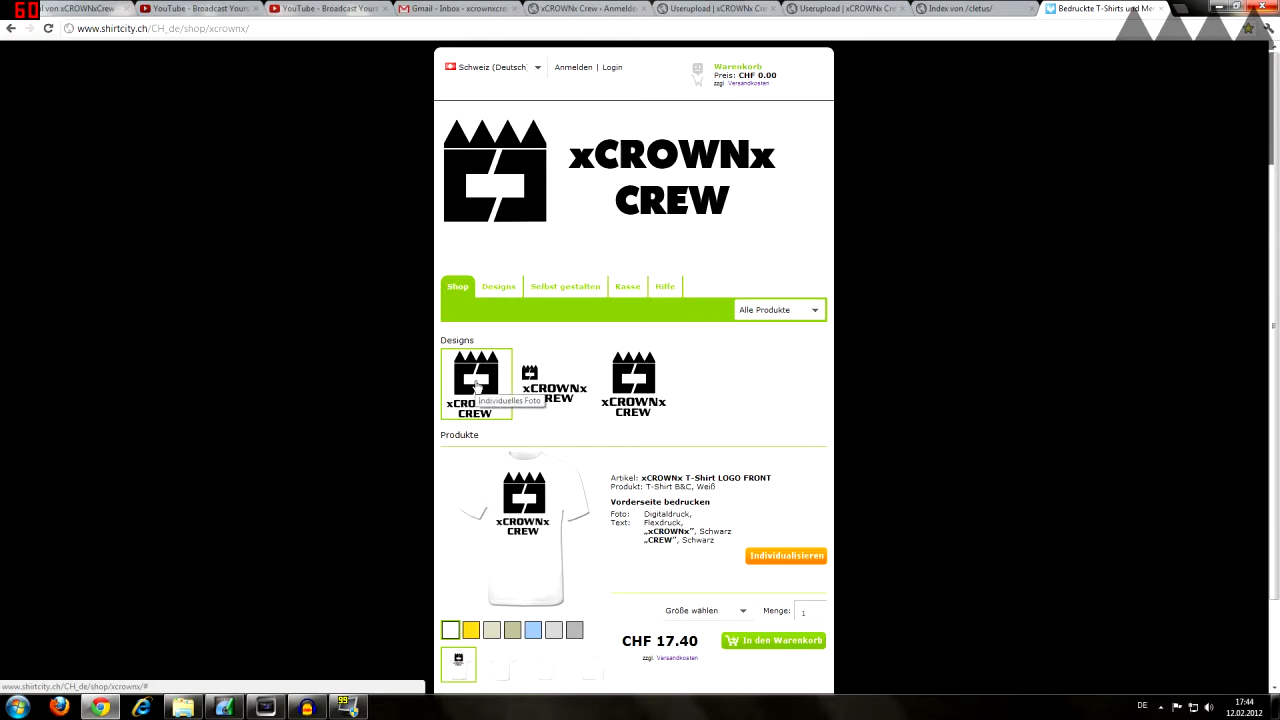 60
l von xCROWNxCrew
YouTube - Broadcast Yours
YouTube - Broadcast Yours
Gmail - Inbox - xcrownxcre
xCROWNx Crew › Anmelde
Userupload | xCROWNx Cre
Userupload | xCROWNx Cre
Index von /cletus/
Bedruckte T-Shirts und Me
www.shirtcity.ch/CH_de/shop/xcrownx/
Schweiz (Deutsch)
Anmelden | Login
Warenkorb
Preis: CHF 0.00
zzgl. Versandkosten
xCROWNx
CREW
Shop
Designs
Selbst gestalten
Kasse
Hilfe
Alle Produkte
Designs
xCRO
CREW
xCROWNx
REW
xCROWNx
CREW
Individuelles Foto
Produkte
xCROWNx
CREW
Artikel: xCROWNx T-Shirt LOGO FRONT
Produkt: T-Shirt B&C, Weiß
Vorderseite bedrucken
Foto: Digitaldruck,
Text: Flexdruck,
„xCROWNx”, Schwarz
„CREW”, Schwarz
Individualisieren
Größe wählen
Menge: 1
CHF 17.40
In den Warenkorb
zzgl. Versandkosten
www.shirtcity.ch/CH_de/shop/xcrownx/#
99
DE
17:44
12.02.2012